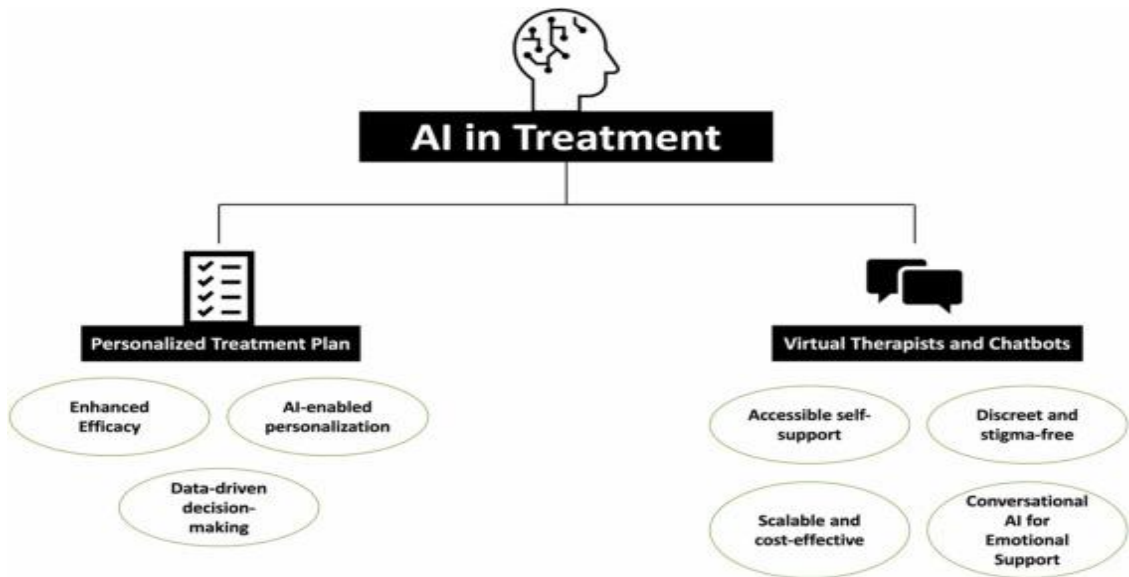 AI in Treatment
Personalized Treatment Plan
Enhanced
Efficacy
AI-enabled
personalization
Data-driven
decision-
making
Virtual Therapists and Chatbots
Accessible self-
support
Discreet and
stigma-free
Scalable and
cost-effective
Conversational
AI for
Emotional
Support